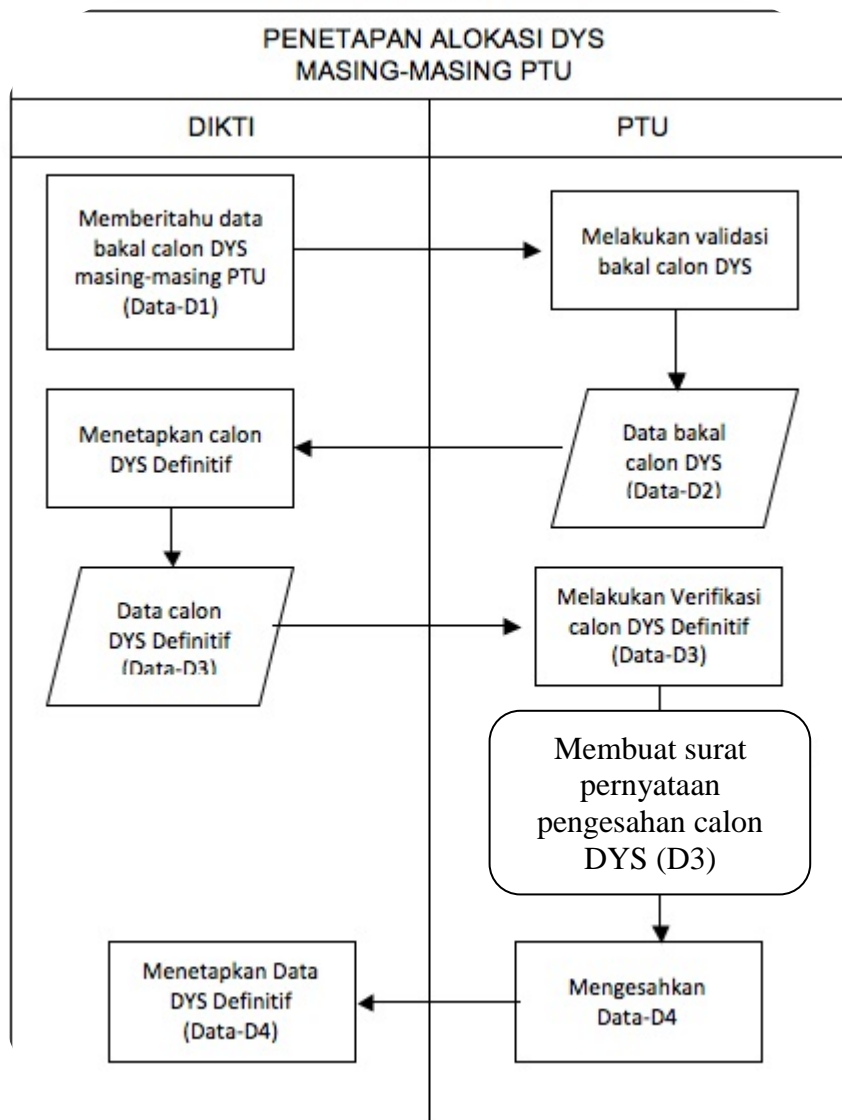 PENETAPAN ALOKASI DYS
MASING-MASING PTU
DIKTI
PTU
Memberitahu data
bakal calon DYS
masing-masing PTU
(Data-D1)
Melakukan validasi
bakal calon DYS
Data bakal
calon DYS
(Data-D2)
Menetapkan calon
DYS Definitif
Data calon
DYS Definitif
(Data-D3)
Melakukan Verifikasi
calon DYS Definitif
(Data-D3)
Membuat surat
pernyataan
pengesahan calon
DYS (D3)
Mengesahkan
Data-D4
Menetapkan Data
DYS Definitif
(Data-D4)